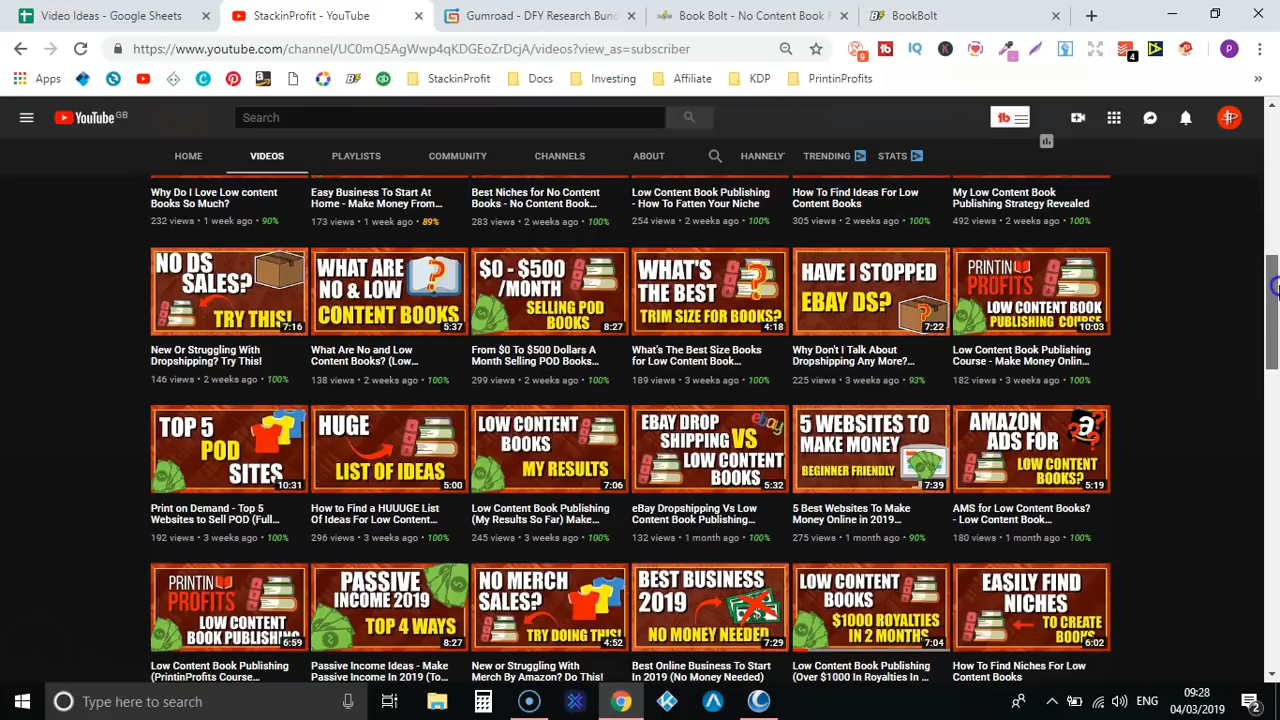 Video Ideas - Google Sheets
StackinProfit - YouTube
Gumroad - DFY Research Bun
Book Bolt - No Content Book
BookBolt
https://www.youtube.com/channel/UC0mQ5AgWwp4qKDGEoZrDcjA/videos?view_as=subscriber
Apps
StackinProfit
Docs
Investing
Affiliate
KDP
PrintinProfits
YouTube GB
Search
HOME
VIDEOS
PLAYLISTS
COMMUNITY
CHANNELS
ABOUT
HANNELY
TRENDING
STATS
Why Do I Love Low content
Books So Much?
232 views • 1 week ago • 90%
Easy Business To Start At
Home - Make Money From...
173 views • 1 week ago • 89%
Best Niches for No Content
Books - No Content Book...
283 views • 2 weeks ago • 100%
Low Content Book Publishing
- How To Fatten Your Niche
254 views • 2 weeks ago • 100%
How To Find Ideas For Low
Content Books
305 views • 2 weeks ago • 100%
My Low Content Book
Publishing Strategy Revealed
492 views • 2 weeks ago • 100%
NO DS
SALES?
TRY THIS!
7:16
WHAT ARE
NO & LOW
CONTENT BOOKS
5:37
$0 - $500
/MONTH
SELLING POD
BOOKS
8:27
WHAT'S
THE BEST
TRIM SIZE FOR BOOKS?
4:18
HAVE I STOPPED
EBAY DS?
7:22
PRINTIN
PROFITS
LOW CONTENT BOOK
PUBLISHING COURSE
10:03
New Or Struggling With
Dropshipping? Try This!
146 views • 2 weeks ago • 100%
What Are No and Low
Content Books? (Low...
138 views • 2 weeks ago • 100%
From $0 To $500 Dollars A
Month Selling POD Books...
299 views • 2 weeks ago • 100%
What's The Best Size Books
for Low Content Book...
189 views • 3 weeks ago • 100%
Why Don't I Talk About
Dropshipping Any More?...
225 views • 3 weeks ago • 93%
Low Content Book Publishing
Course - Make Money Onlin...
182 views • 3 weeks ago • 100%
TOP 5
POD
SITES
10:31
HUGE
LIST OF IDEAS
5:00
LOW CONTENT
BOOKS
MY RESULTS
7:06
EBAY DROP
SHIPPING VS
LOW CONTENT
BOOKS
ebay
5:32
5 WEBSITES TO
MAKE MONEY
BEGINNER FRIENDLY
7:39
AMAZON
ADS FOR
LOW CONTENT
BOOKS?
5:19
Print on Demand - Top 5
Websites to Sell POD (Full...
192 views • 3 weeks ago • 100%
How to Find a HUUUGE List
Of Ideas For Low Content...
296 views • 3 weeks ago • 100%
Low Content Book Publishing
(My Results So Far) Make...
245 views • 3 weeks ago • 100%
eBay Dropshipping Vs Low
Content Book Publishing...
132 views • 1 month ago • 100%
5 Best Websites To Make
Money Online in 2019...
275 views • 1 month ago • 90%
AMS for Low Content Books?
- Low Content Book...
180 views • 1 month ago • 100%
PRINTIN
PROFITS
LOW CONTENT
BOOK PUBLISHING
6:59
PASSIVE
INCOME 2019
TOP 4 WAYS
8:27
NO MERCH
SALES?
TRY DOING THIS!
4:52
BEST BUSINESS
2019
NO MONEY NEEDED
7:29
LOW CONTENT
BOOKS
$1000 ROYALTIES
IN 2 MONTHS
7:04
EASILY FIND
NICHES
TO CREATE
BOOKS
6:02
Low Content Book Publishing
(PrintinProfits Course...
Passive Income Ideas - Make
Passive Income In 2019 (To...
New or Struggling With
Merch By Amazon? Do This!
Best Online Business To Start
In 2019 (No Money Needed)
Low Content Book Publishing
(Over $1000 In Royalties In ...
How To Find Niches For Low
Content Books
Type here to search
ENG
09:28
04/03/2019